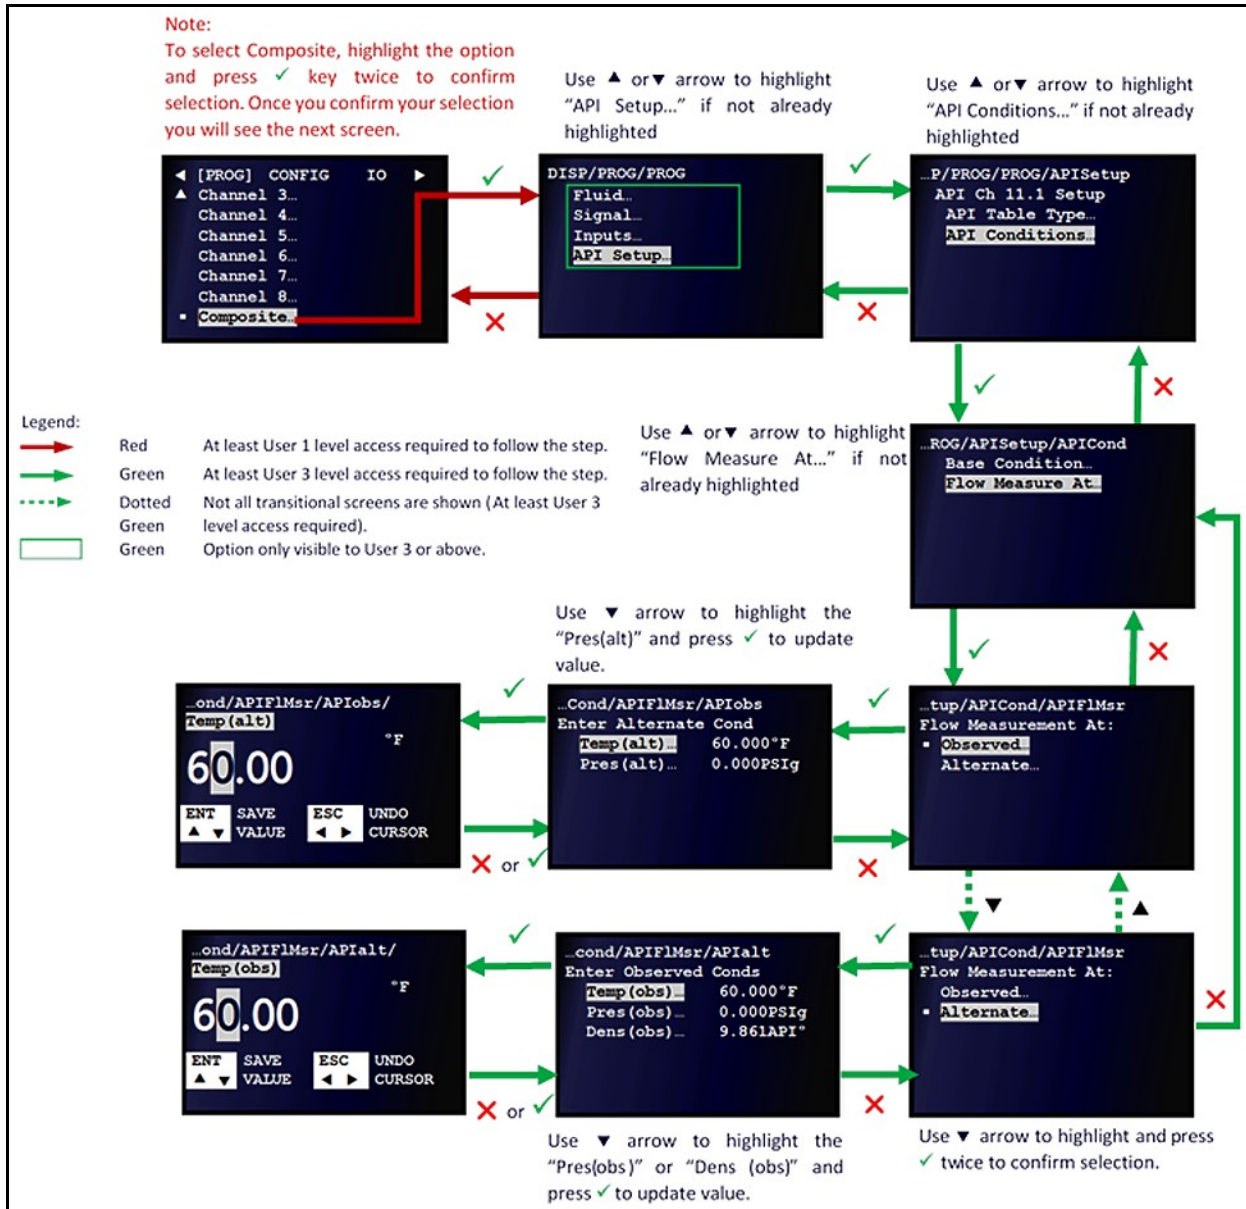 Note:
To select Composite, highlight the option
and press ✓ key twice to confirm
selection. Once you confirm your selection
you will see the next screen.
Use ▲ or▼ arrow to highlight
“API Setup...” if not already
highlighted
Use ▲ or▼ arrow to highlight
“API Conditions...” if not already
highlighted
◀ [PROG] CONFIG IO ▶
▲ Channel 3…
Channel 4…
Channel 5…
Channel 6…
Channel 7…
Channel 8…
▪ Composite…
DISP/PROG/PROG
Fluid…
Signal…
Inputs…
API Setup…
…P/PROG/PROG/APISetup
API Ch 11.1 Setup
API Table Type…
API Conditions…
Legend:
Red At least User 1 level access required to follow the step.
Green At least User 3 level access required to follow the step.
Dotted Not all transitional screens are shown (At least User 3
Green level access required).
Green Option only visible to User 3 or above.
Use ▲ or▼ arrow to highlight
“Flow Measure At...” if not
already highlighted
…ROG/APISetup/APICond
Base Condition…
Flow Measure At…
Use ▼ arrow to highlight the
“Pres(alt)” and press ✓ to update
value.
…ond/APIFlMsr/APIobs/
Temp(alt)
°F
60.00
ENT SAVE ESC UNDO
▲ ▼ VALUE ◀ ▶ CURSOR
✕ or ✓
…Cond/APIFlMsr/APIobs
Enter Alternate Cond
Temp(alt)… 60.000°F
Pres(alt)… 0.000PSIg
…tup/APICond/APIFlMsr
Flow Measurement At:
▪ Observed…
Alternate…
…ond/APIFlMsr/APIalt/
Temp(obs)
°F
60.00
ENT SAVE ESC UNDO
▲ ▼ VALUE ◀ ▶ CURSOR
✕ or ✓
…cond/APIFlMsr/APIalt
Enter Observed Conds
Temp(obs)… 60.000°F
Pres(obs)… 0.000PSIg
Dens(obs)… 9.861API°
…tup/APICond/APIFlMsr
Flow Measurement At:
Observed…
▪ Alternate…
Use ▼ arrow to highlight the
“Pres(obs)” or “Dens (obs)” and
press ✓ to update value.
Use ▼ arrow to highlight and press
✓ twice to confirm selection.